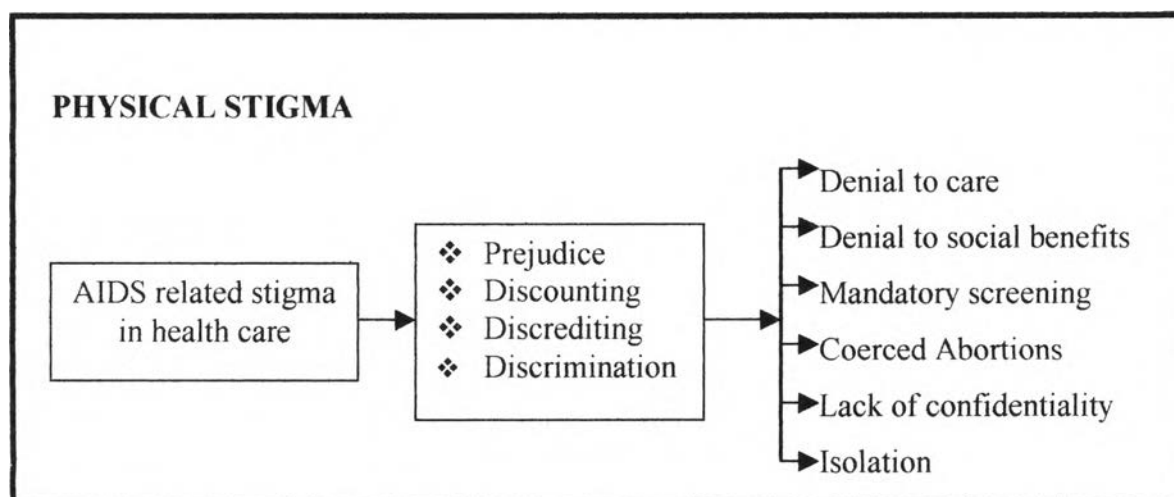 PHYSICAL STIGMA
AIDS related stigma
in health care
❖ Prejudice
❖ Discounting
❖ Discrediting
❖ Discrimination
Denial to care
Denial to social benefits
Mandatory screening
Coerced Abortions
Lack of confidentiality
Isolation